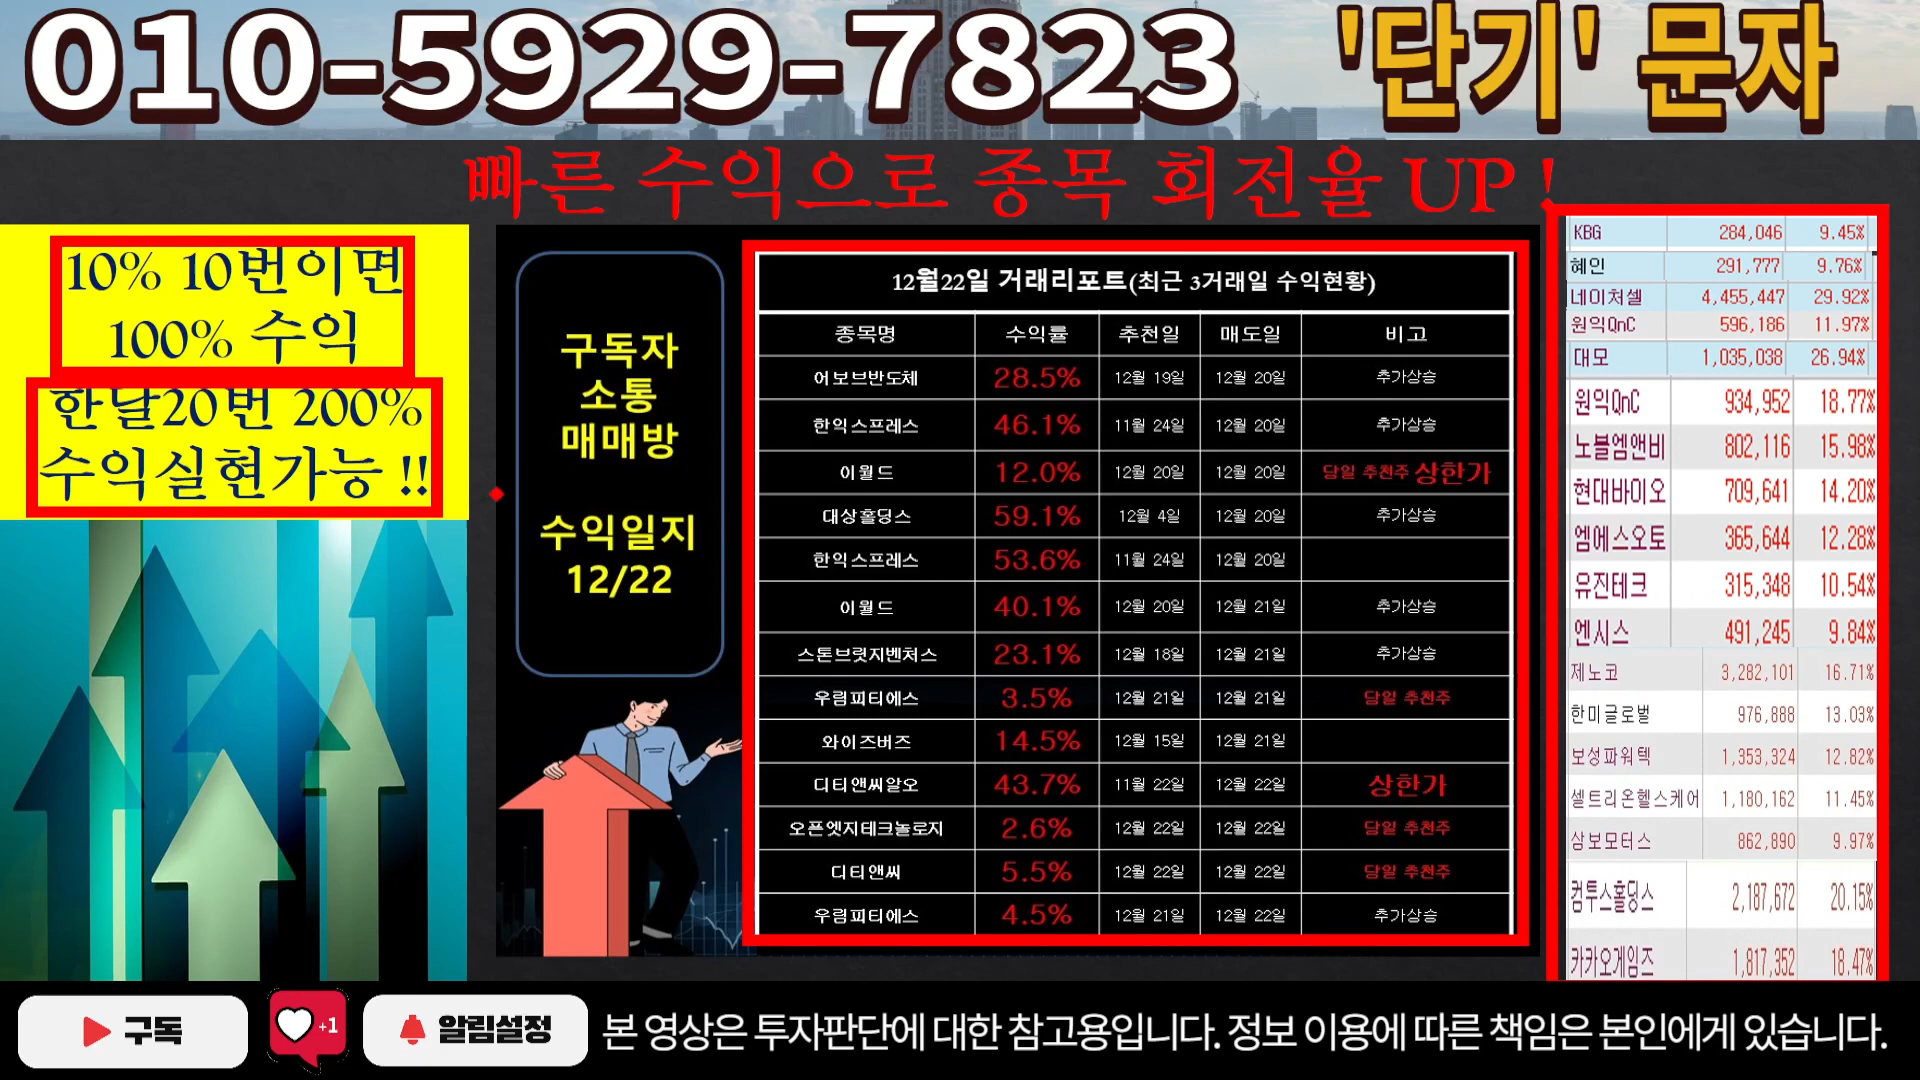 010-5929-7823 '단기' 문자
빠른 수익으로 종목 회전율 UP !
10% 10번이면
100% 수익
한달20번 200%
수익실현가능 !!
구독자
소통
매매방
수익일지
12/22
12월22일 거래리포트(최근 3거래일 수익현황)
종목명 수익률 추천일 매도일 비고
어보브반도체 28.5% 12월 19일 12월 20일 추가상승
한익스프레스 46.1% 11월 24일 12월 20일 추가상승
이월드 12.0% 12월 20일 12월 20일 당일 추천주 상한가
대상홀딩스 59.1% 12월 4일 12월 20일 추가상승
한익스프레스 53.6% 11월 24일 12월 20일
이월드 40.1% 12월 20일 12월 21일 추가상승
스톤브릿지벤처스 23.1% 12월 18일 12월 21일 추가상승
우림피티에스 3.5% 12월 21일 12월 21일 당일 추천주
와이즈버즈 14.5% 12월 15일 12월 21일
디티앤씨알오 43.7% 11월 22일 12월 22일 상한가
오픈엣지테크놀로지 2.6% 12월 22일 12월 22일 당일 추천주
디티앤씨 5.5% 12월 22일 12월 22일 당일 추천주
우림피티에스 4.5% 12월 21일 12월 22일 추가상승
KBG 284,046 9.45%
혜인 291,777 9.76%
네이처셀 4,455,447 29.92%
원익QnC 596,186 11.97%
대모 1,035,038 26.94%
원익QnC 934,952 18.77%
노블엠앤비 802,116 15.98%
현대바이오 709,641 14.20%
엠에스오토 365,644 12.28%
유진테크 315,348 10.54%
엔시스 491,245 9.84%
제노코 3,282,101 16.71%
한미글로벌 976,888 13.03%
보성파워텍 1,353,324 12.82%
셀트리온헬스케어 1,180,162 11.45%
상보모터스 862,890 9.97%
컴투스홀딩스 2,187,672 20.15%
카카오게임즈 1,817,352 18.47%
구독 +1 알림설정 본 영상은 투자판단에 대한 참고용입니다. 정보 이용에 따른 책임은 본인에게 있습니다.